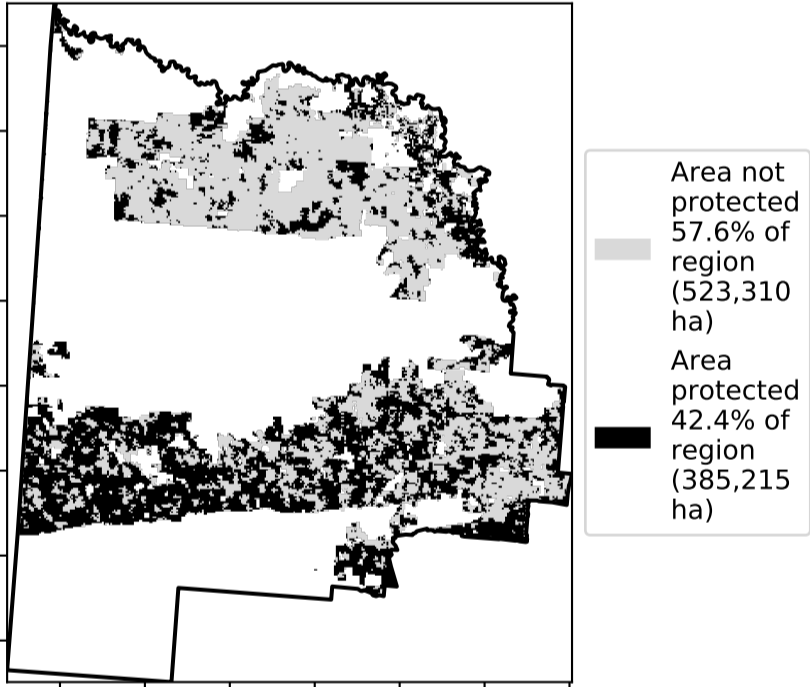 Area not
protected
57.6% of
region
(523,310
ha)
Area
protected
42.4% of
region
(385,215
ha)